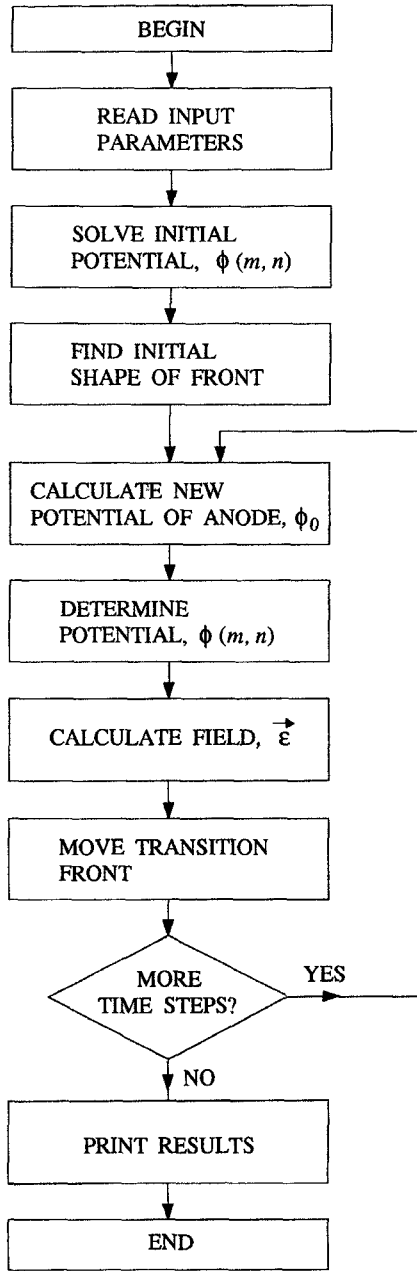 BEGIN
READ INPUT
PARAMETERS
SOLVE INITIAL
POTENTIAL, ϕ (m, n)
FIND INITIAL
SHAPE OF FRONT
CALCULATE NEW
POTENTIAL OF ANODE, ϕ₀
DETERMINE
POTENTIAL, ϕ (m, n)
CALCULATE FIELD, ε⃗
MOVE TRANSITION
FRONT
MORE
TIME STEPS?
YES
NO
PRINT RESULTS
END